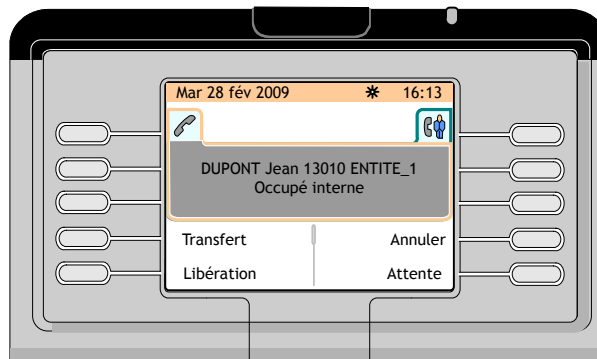 Mar 28 fév 2009 16:13
DUPONT Jean 13010 ENTITE_1
Occupé interne
Transfert Annuler
Libération Attente